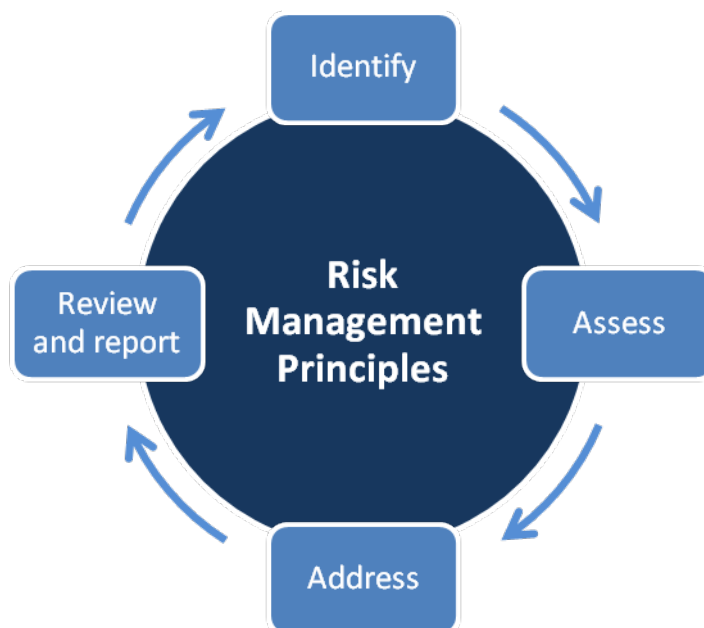 Identify
Risk
Management
Principles
Assess
Address
Review
and report